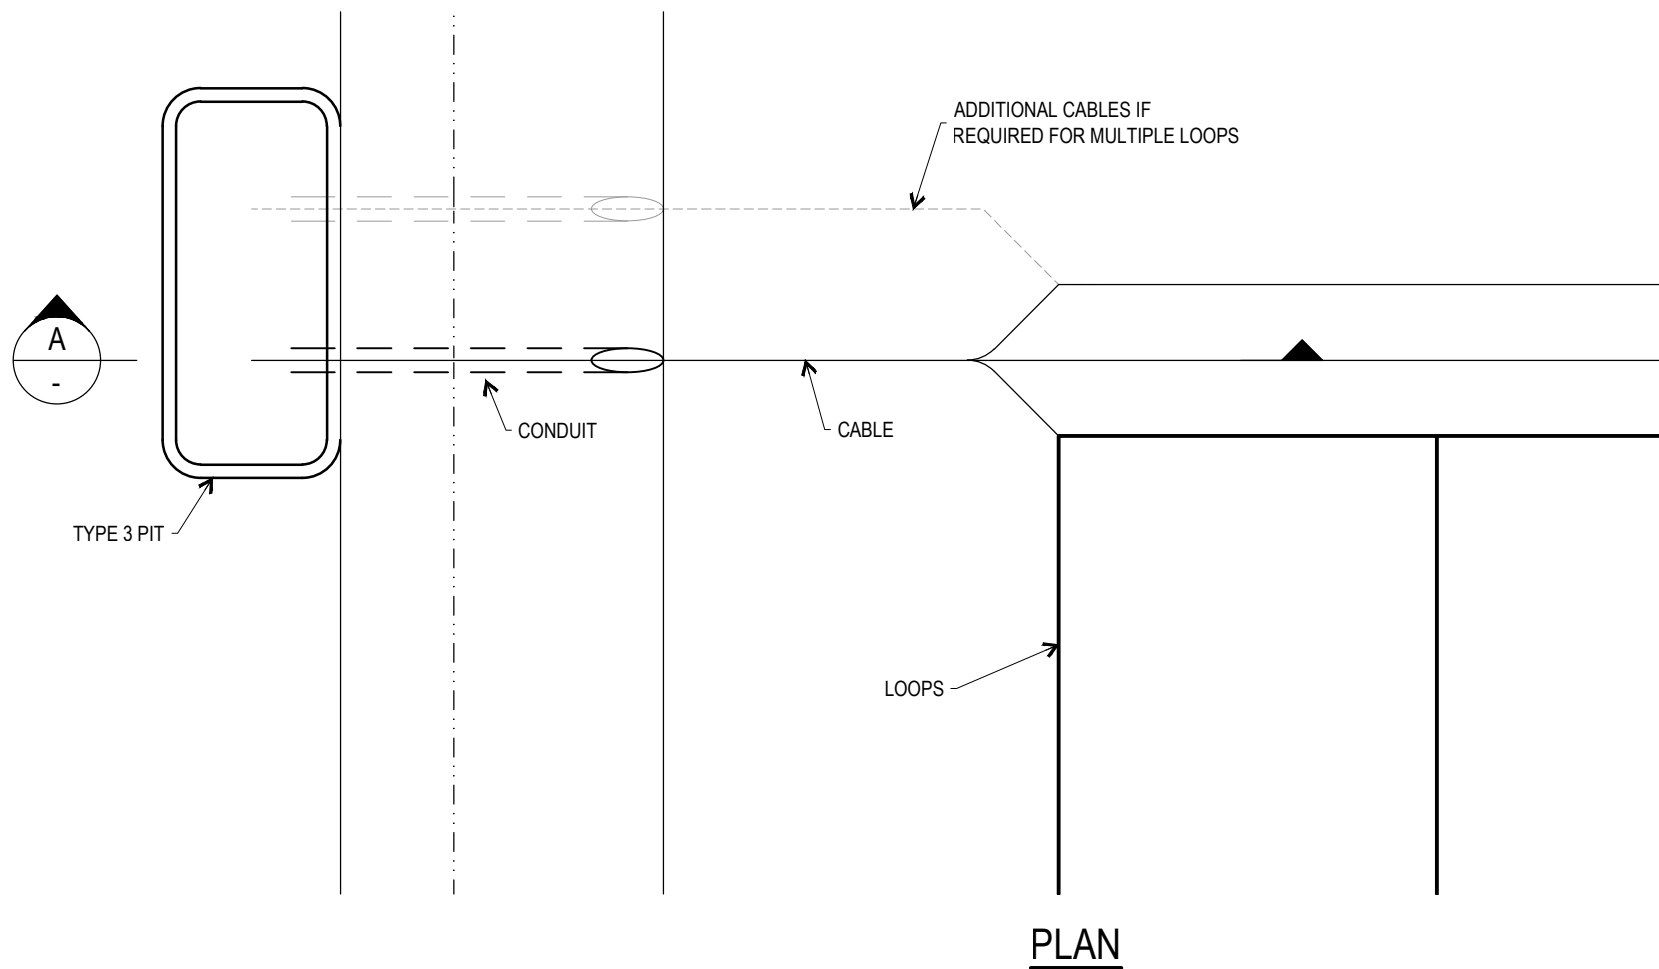 ADDITIONAL CABLES IF
REQUIRED FOR MULTIPLE LOOPS
A
-
CONDUIT
CABLE
TYPE 3 PIT
LOOPS
PLAN